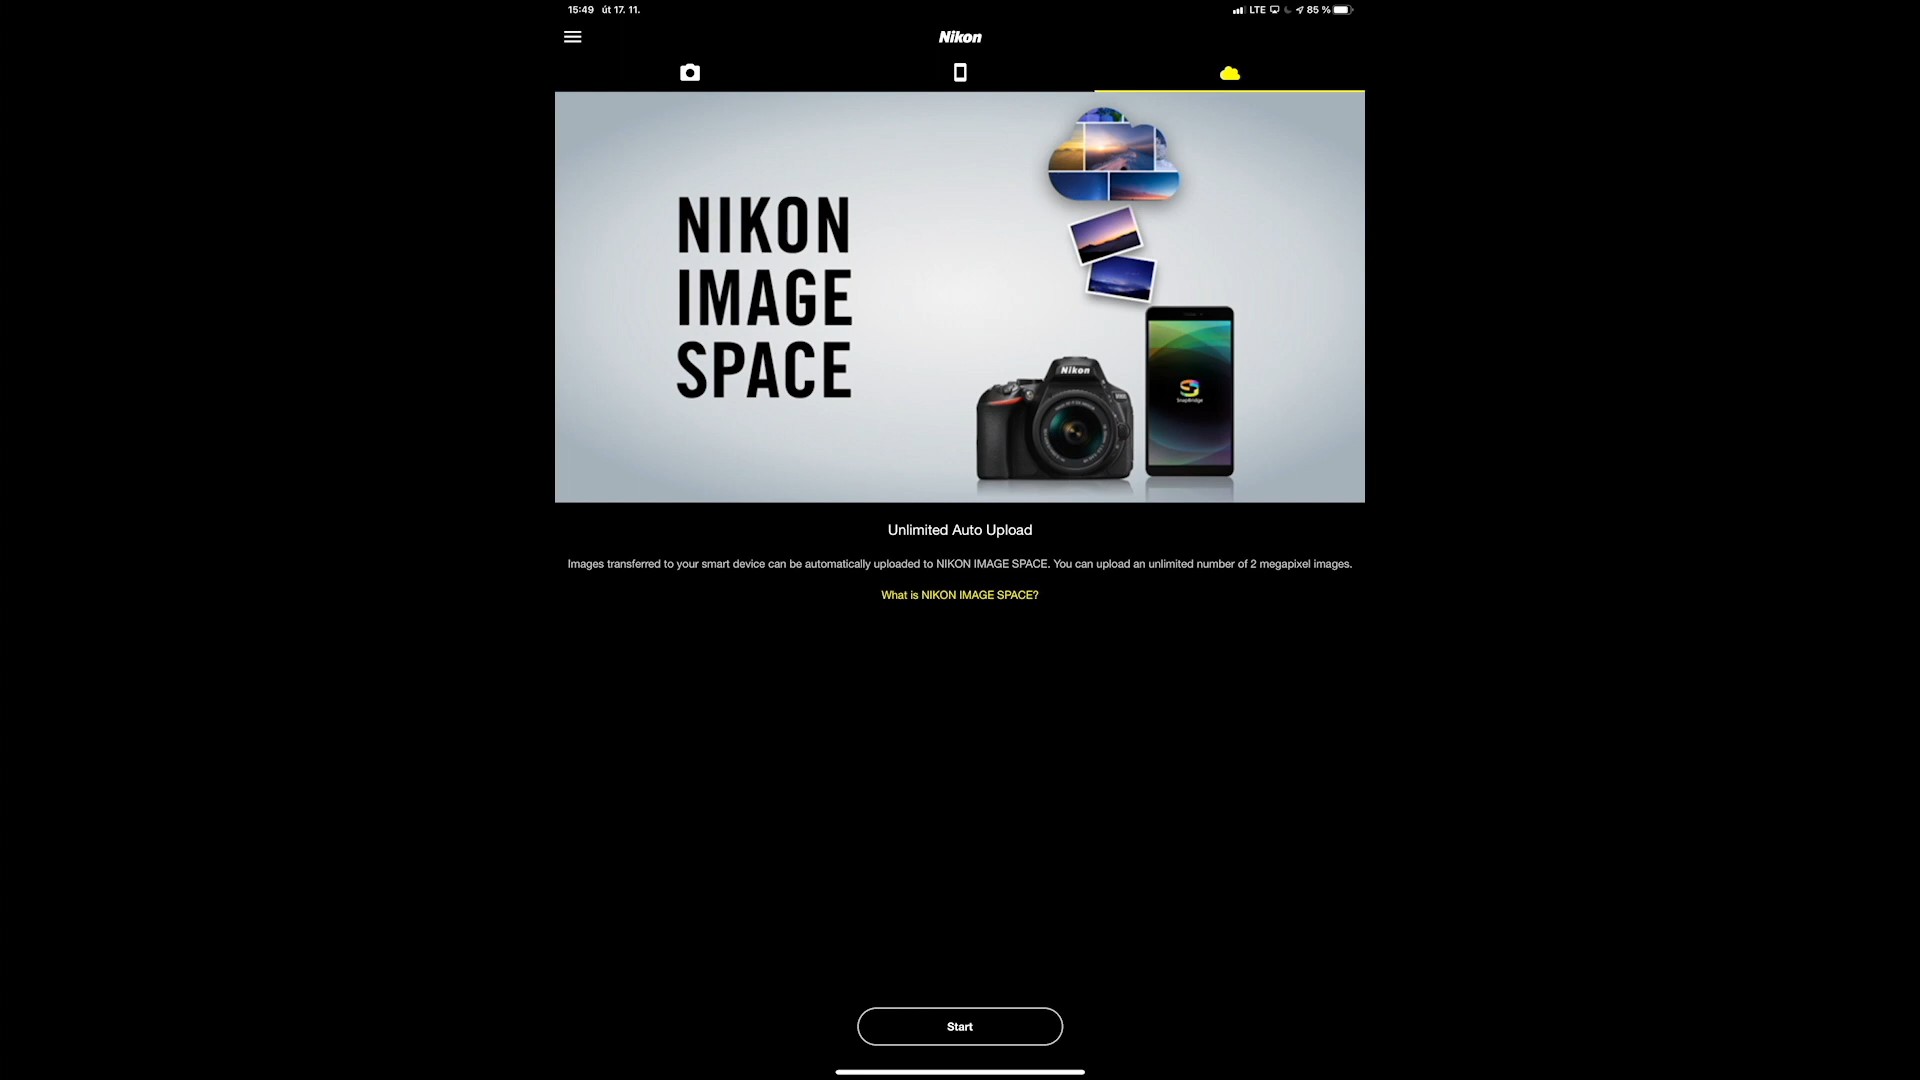 15:49 út 17. 11.
LTE 85 %
Nikon
NIKON
IMAGE
SPACE
Nikon
SnapBridge
Unlimited Auto Upload
Images transferred to your smart device can be automatically uploaded to NIKON IMAGE SPACE. You can upload an unlimited number of 2 megapixel images.
What is NIKON IMAGE SPACE?
Start